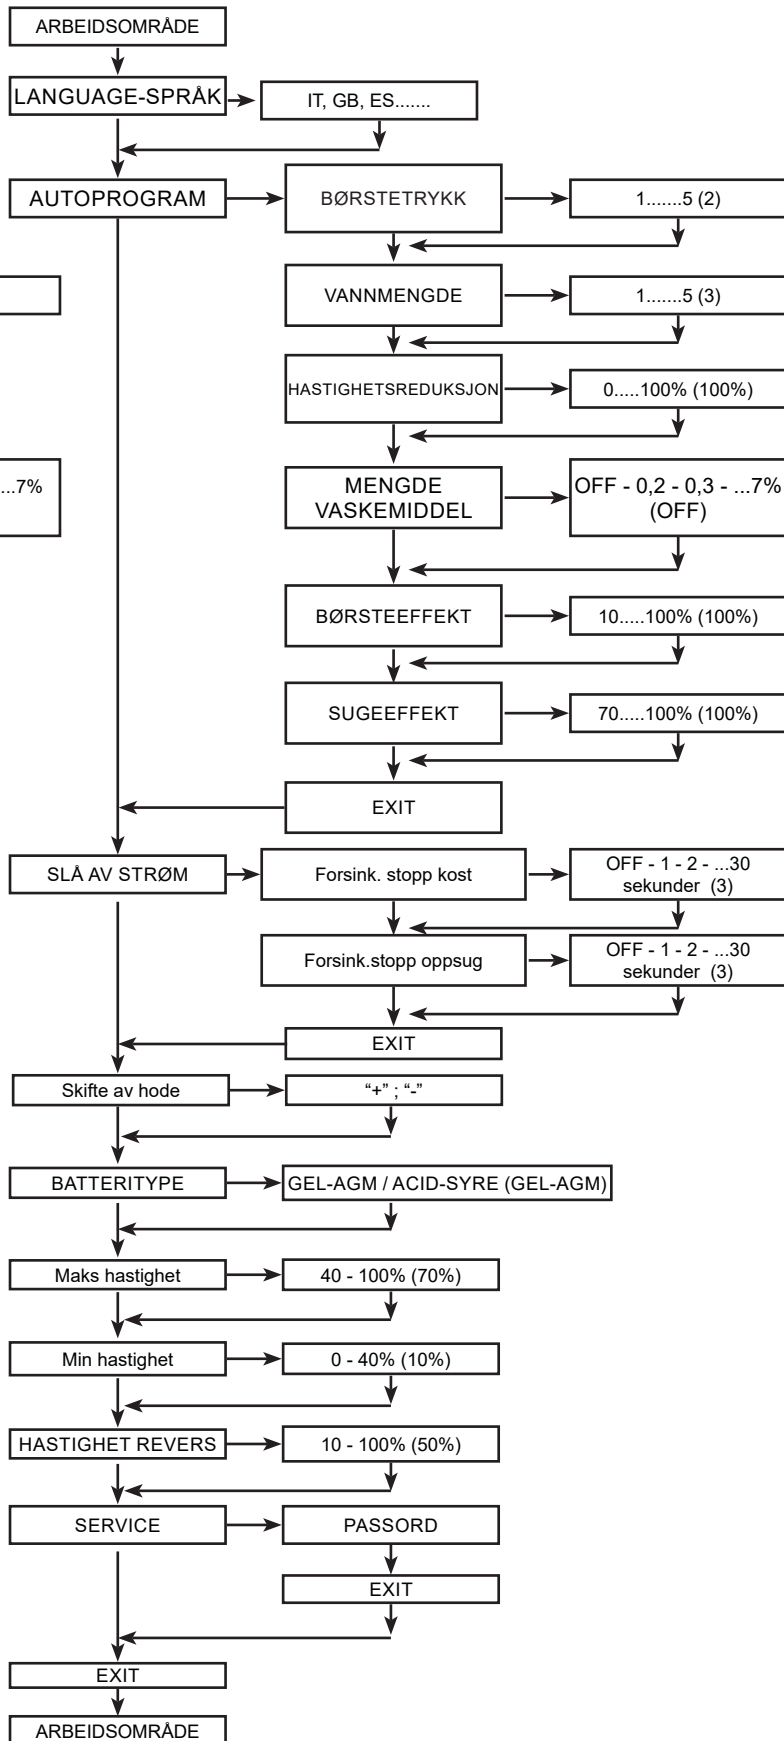 ARBEIDSOMRÅDE
LANGUAGE-SPRÅK
IT, GB, ES.......
AUTOPROGRAM
BØRSTETRYKK
1.......5 (2)
VANNMENGDE
1.......5 (3)
HASTIGHETSREDUKSJON
0.....100% (100%)
...7%
MENGDE
VASKEMIDDEL
OFF - 0,2 - 0,3 - ...7%
(OFF)
BØRSTEEFFEKT
10.....100% (100%)
SUGEEFFEKT
70.....100% (100%)
EXIT
SLÅ AV STRØM
Forsink. stopp kost
OFF - 1 - 2 - ...30
sekunder (3)
Forsink.stopp oppsug
OFF - 1 - 2 - ...30
sekunder (3)
EXIT
Skifte av hode
“+” ; “-”
BATTERITYPE
GEL-AGM / ACID-SYRE (GEL-AGM)
Maks hastighet
40 - 100% (70%)
Min hastighet
0 - 40% (10%)
HASTIGHET REVERS
10 - 100% (50%)
SERVICE
PASSORD
EXIT
EXIT
ARBEIDSOMRÅDE